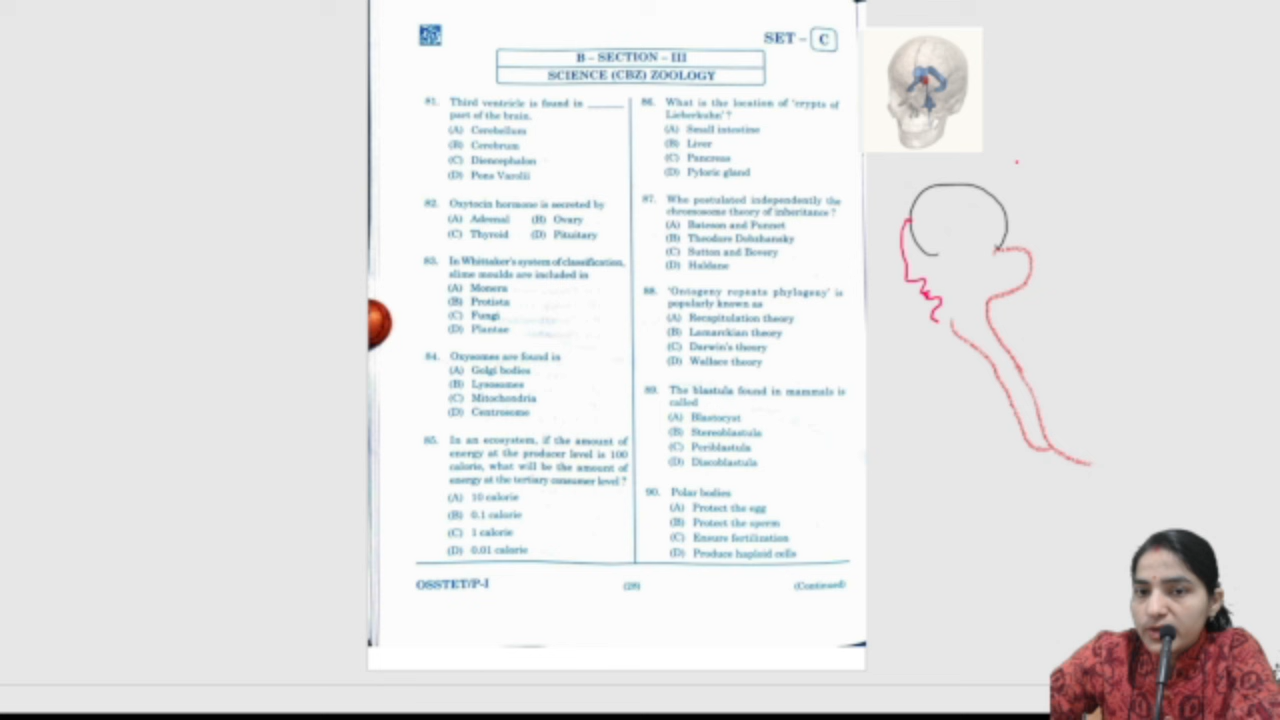 SET – C
B – SECTION – III
SCIENCE (CBZ) ZOOLOGY
81. Third ventricle is found in ______
part of the brain.
(A) Cerebellum
(B) Cerebrum
(C) Diencephalon
(D) Pons Varolii
82. Oxytocin hormone is secreted by
(A) Adrenal (B) Ovary
(C) Thyroid (D) Pituitary
83. In Whittaker's system of classification,
slime moulds are included in
(A) Monera
(B) Protista
(C) Fungi
(D) Plantae
84. Oxysomes are found in
(A) Golgi bodies
(B) Lysosomes
(C) Mitochondria
(D) Centrosome
85. In an ecosystem, if the amount of
energy at the producer level is 100
calorie, what will be the amount of
energy at the tertiary consumer level ?
(A) 10 calorie
(B) 0.1 calorie
(C) 1 calorie
(D) 0.01 calorie
86. What is the location of 'crypts of
Lieberkuhn' ?
(A) Small intestine
(B) Liver
(C) Pancreas
(D) Pyloric gland
87. Who postulated independently the
chromosome theory of inheritance ?
(A) Bateson and Punnet
(B) Theodore Dobzhansky
(C) Sutton and Bovery
(D) Haldane
88. 'Ontogeny repeats phylogeny' is
popularly known as
(A) Recapitulation theory
(B) Lamarckian theory
(C) Darwin's theory
(D) Wallace theory
89. The blastula found in mammals is
called
(A) Blastocyst
(B) Stereoblastula
(C) Periblastula
(D) Discoblastula
90. Polar bodies
(A) Protect the egg
(B) Protect the sperm
(C) Ensure fertilization
(D) Produce haploid cells
OSSTET/P-I
(28)
(Continued)